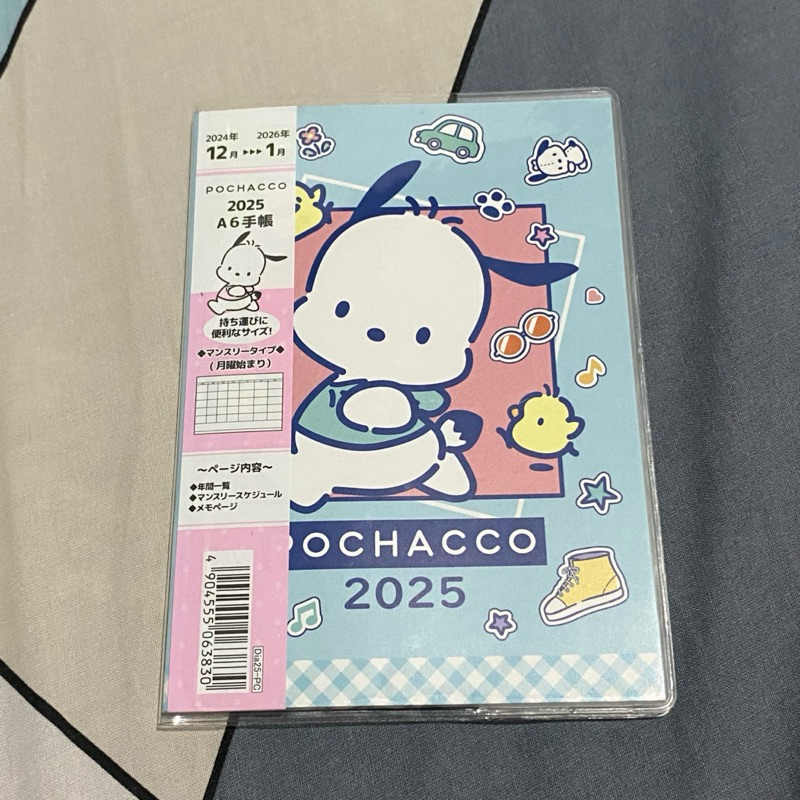 2024年 2026年
12月 ▸▸▸ 1月
POCHACCO
2025
A6手帳
持ち運びに
便利なサイズ!
◆マンスリータイプ◆
(月曜始まり)
~ページ内容~
◆年間一覧
◆マンスリースケジュール
◆メモページ
4 904555 063830
Dia25-PC
POCHACCO
2025